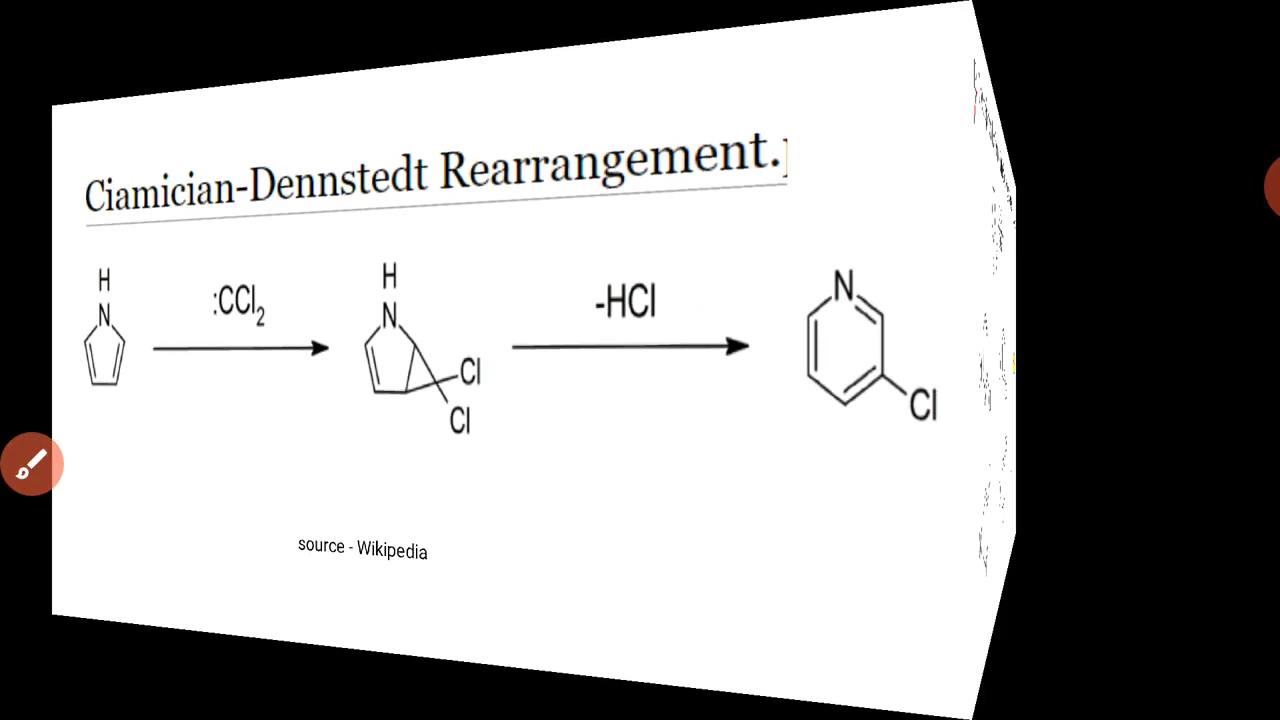 Ciamician-Dennstedt Rearrangement.
H
N
:CCl2
H
N
Cl
Cl
-HCl
N
Cl
source - Wikipedia